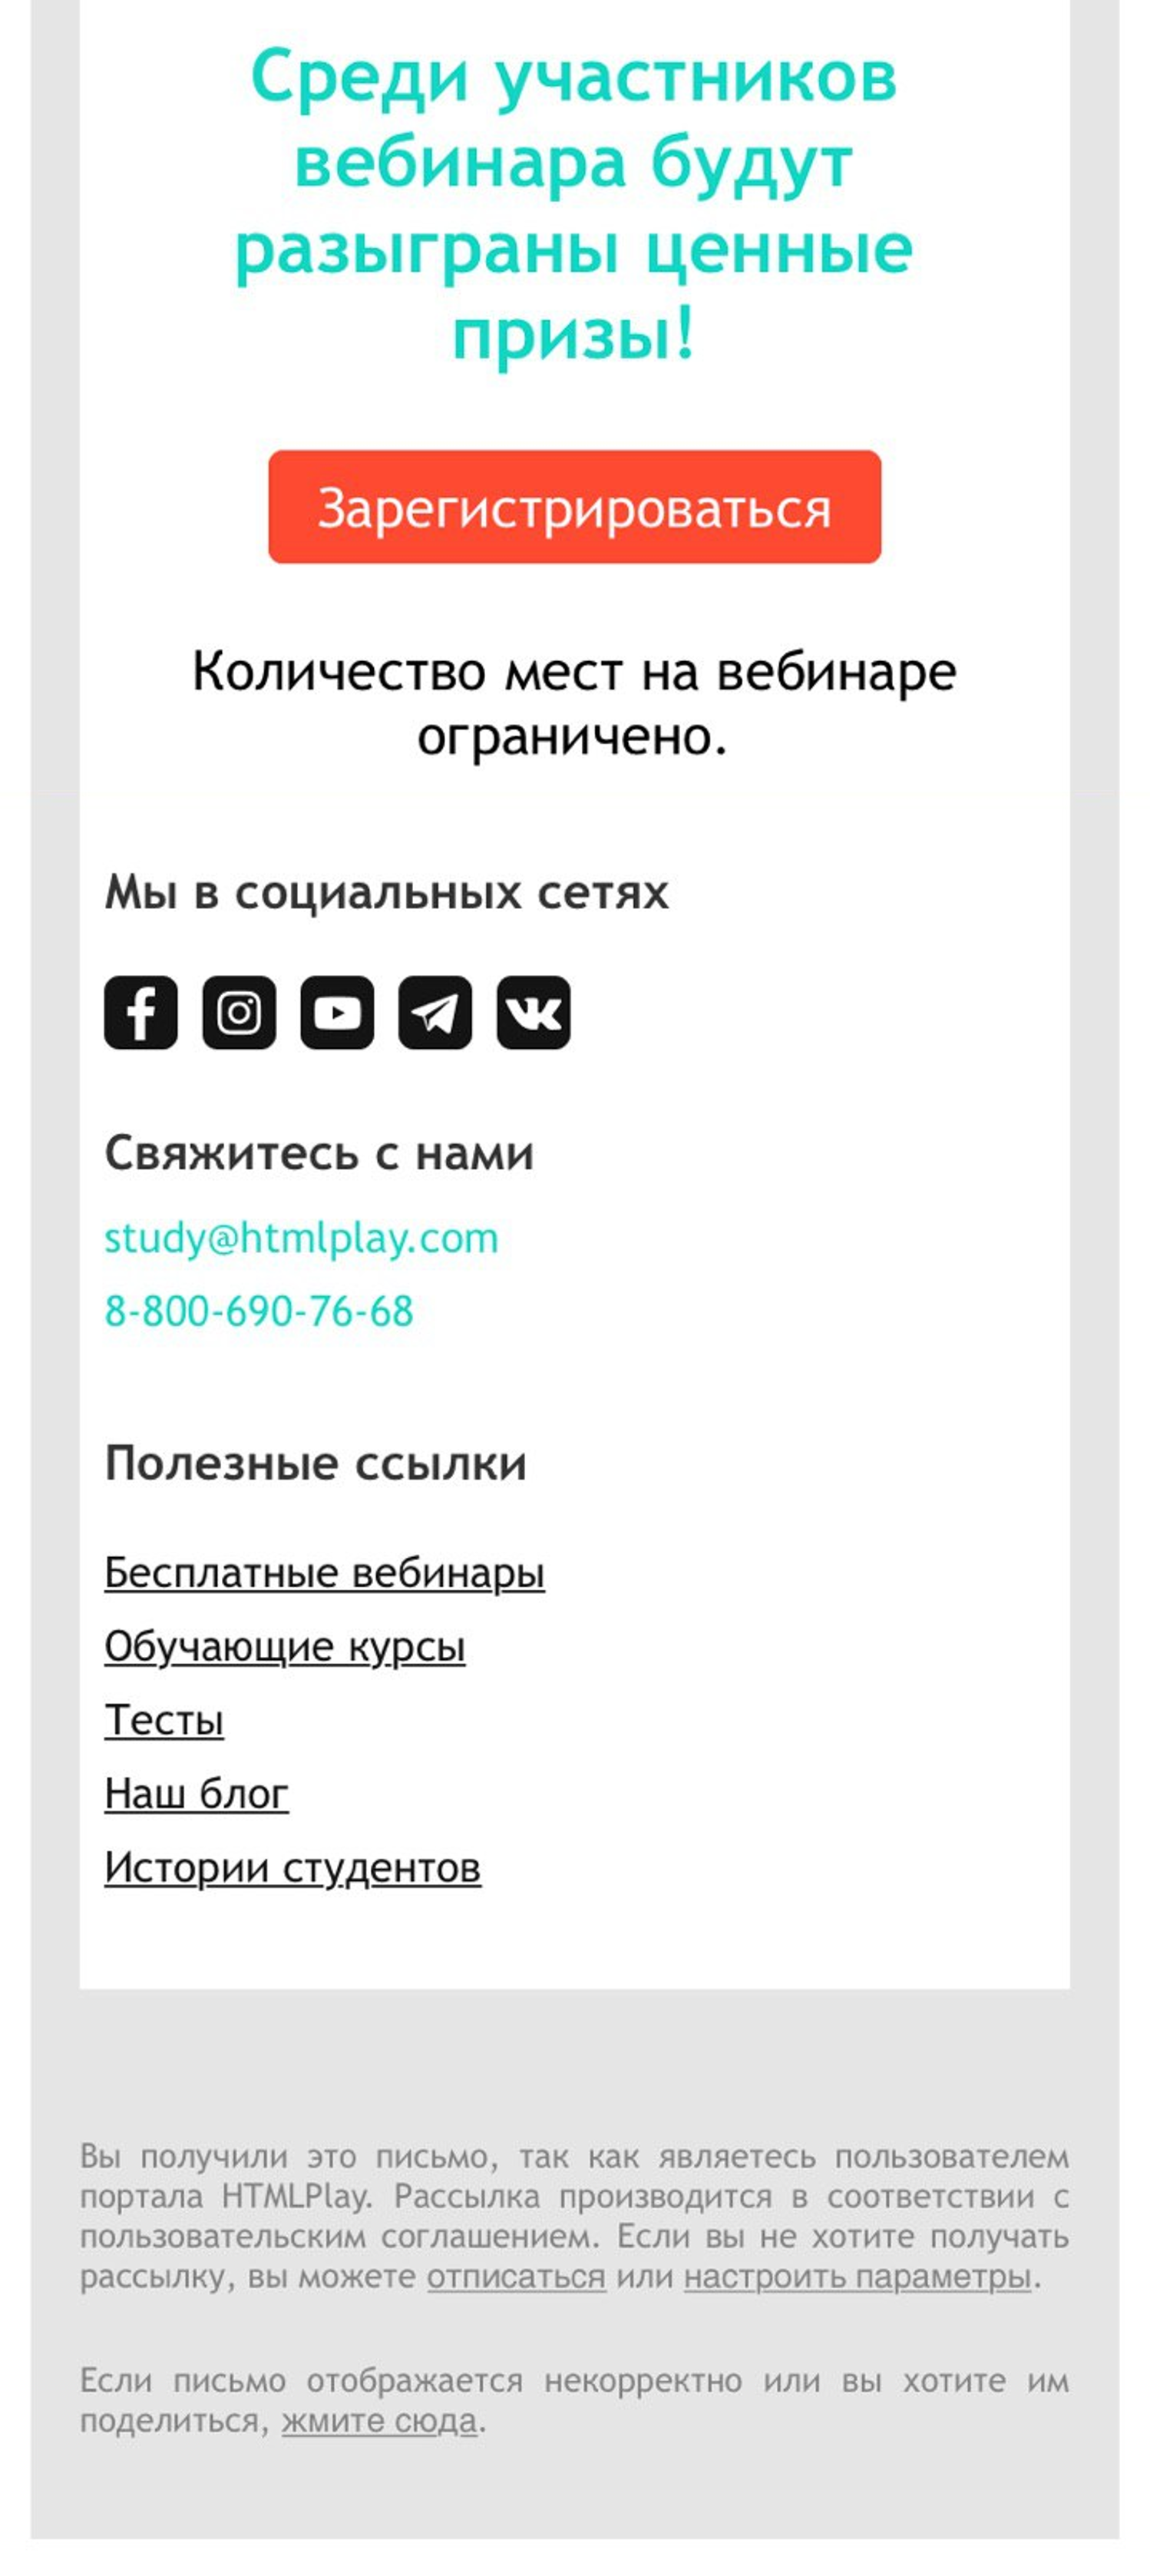 Среди участников
вебинара будут
разыграны ценные
призы!
Зарегистрироваться
Количество мест на вебинаре
ограничено.
Мы в социальных сетях
Свяжитесь с нами
study@htmlplay.com
8-800-690-76-68
Полезные ссылки
Бесплатные вебинары
Обучающие курсы
Тесты
Наш блог
Истории студентов
Вы получили это письмо, так как являетесь пользователем
портала HTMLPlay. Рассылка производится в соответствии с
пользовательским соглашением. Если вы не хотите получать
рассылку, вы можете отписаться или настроить параметры.
Если письмо отображается некорректно или вы хотите им
поделиться, жмите сюда.